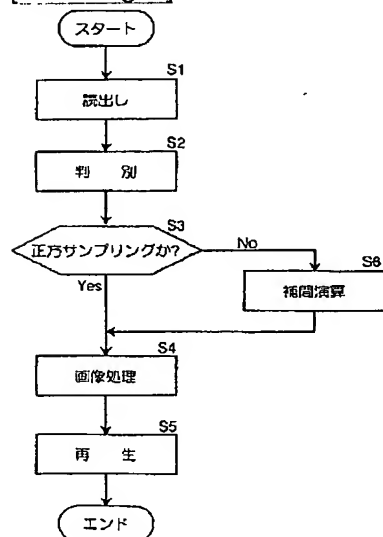 スタート
S1
読出し
S2
判 別
S3
正方サンプリングか?
No
S6
Yes
補間演算
S4
画像処理
S5
再 生
エンド